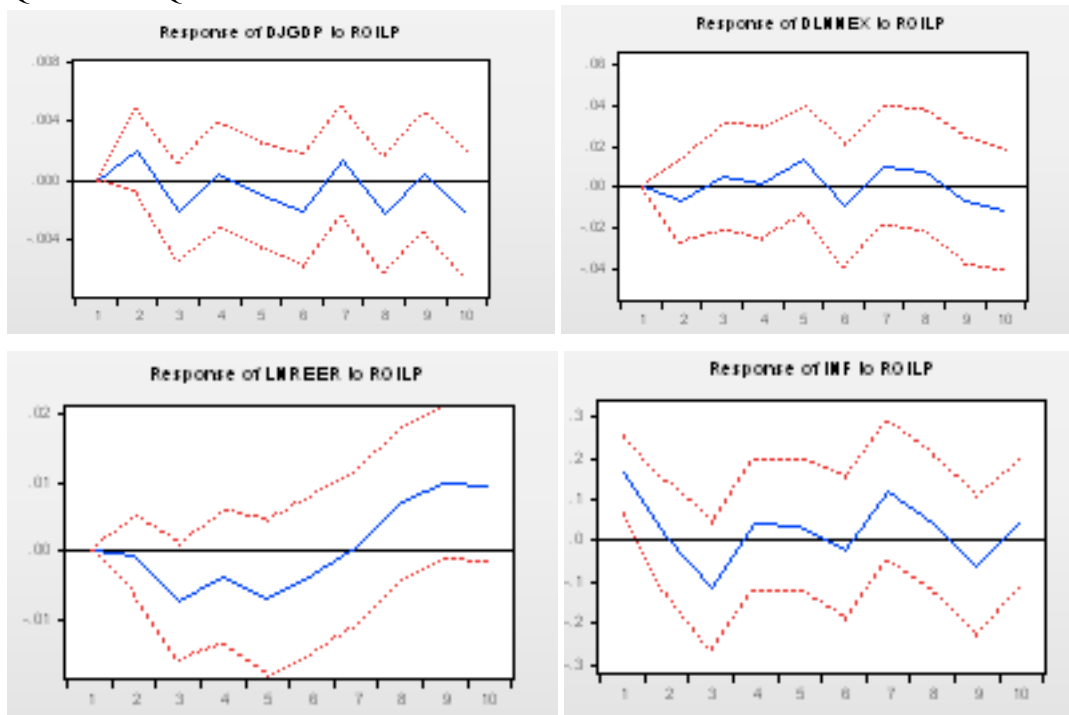 Response of DJGDP to ROILP
.008
.004
.000
-.004
1 2 3 4 5 6 7 8 9 10
Response of DLNNEX to ROILP
.06
.04
.02
.00
-.02
-.04
1 2 3 4 5 6 7 8 9 10
Response of LNREER to ROILP
.02
.01
.00
-.01
1 2 3 4 5 6 7 8 9 10
Response of INF to ROILP
.3
.2
.1
.0
-.1
-.2
-.3
1 2 3 4 5 6 7 8 9 10